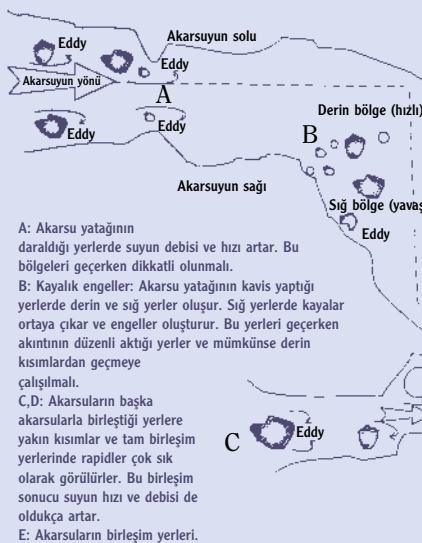 Eddy
Akarsuyun solu
Eddy
Akarsuyun yönü
A
Eddy
Eddy
Derin bölge (hızlı)
B
Akarsuyun sağı
Sığ bölge (yavaş
Eddy
A: Akarsu yatağının
daraldığı yerlerde suyun debisi ve hızı artar. Bu
bölgeleri geçerken dikkatli olunmalı.
B: Kayalık engeller: Akarsu yatağının kavis yaptığı
yerlerde derin ve sığ yerler oluşur. Sığ yerlerde kayalar
ortaya çıkar ve engeller oluşturur. Bu yerleri geçerken
akıntının düzenli aktığı yerler ve mümkünse derin
kısımlardan geçmeye
çalışılmalı.
C,D: Akarsuların başka
akarsularla birleştiği yerlere
yakın kısımlar ve tam birleşim
yerlerinde rapidler çok sık
olarak görülürler. Bu birleşim
sonucu suyun hızı ve debisi de
oldukça artar.
E: Akarsuların birleşim yerleri.
C
Eddy